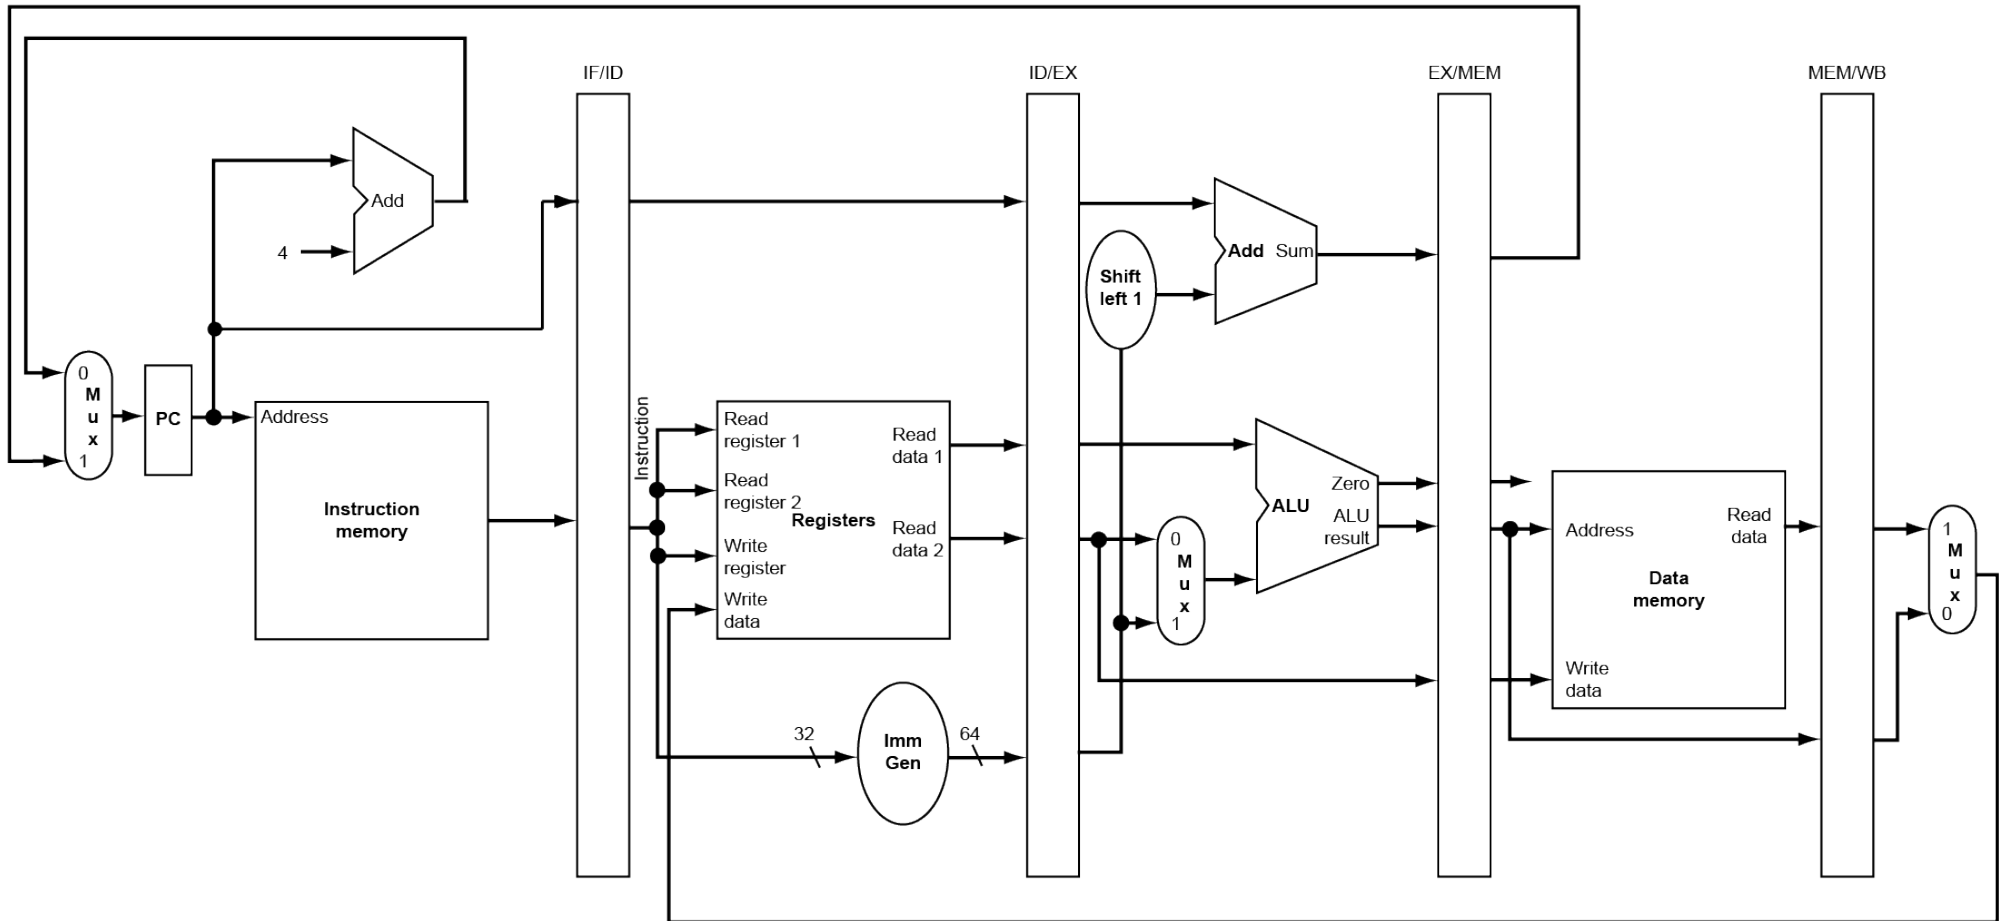 IF/ID
ID/EX
EX/MEM
MEM/WB
Add
4
Add Sum
Shift
left 1
0
M
u
x
1
PC
Address
Instruction
memory
Instruction
Read
register 1
Read
register 2
Write
register
Write
data
Registers
Read
data 1
Read
data 2
32
Imm
Gen
64
0
M
u
x
1
Zero
ALU
ALU
result
Address
Read
data
Data
memory
Write
data
1
M
u
x
0